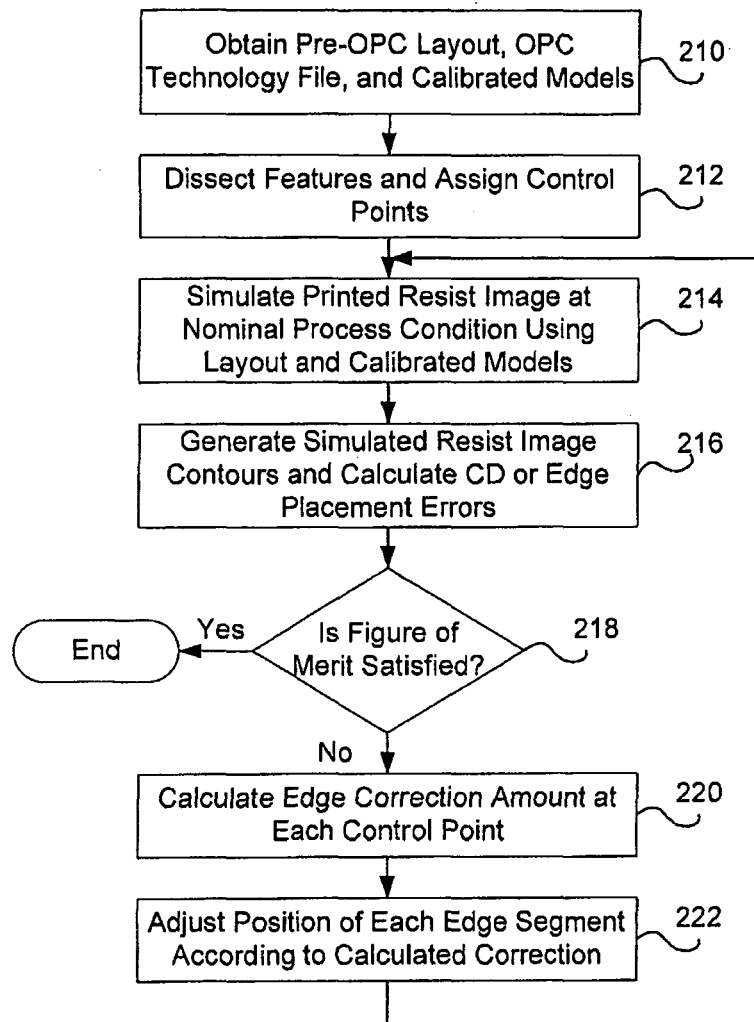 Obtain Pre-OPC Layout, OPC
Technology File, and Calibrated Models
210
Dissect Features and Assign Control
Points
212
Simulate Printed Resist Image at
Nominal Process Condition Using
Layout and Calibrated Models
214
Generate Simulated Resist Image
Contours and Calculate CD or Edge
Placement Errors
216
Is Figure of
Merit Satisfied?
218
Yes
End
No
Calculate Edge Correction Amount at
Each Control Point
220
Adjust Position of Each Edge Segment
According to Calculated Correction
222